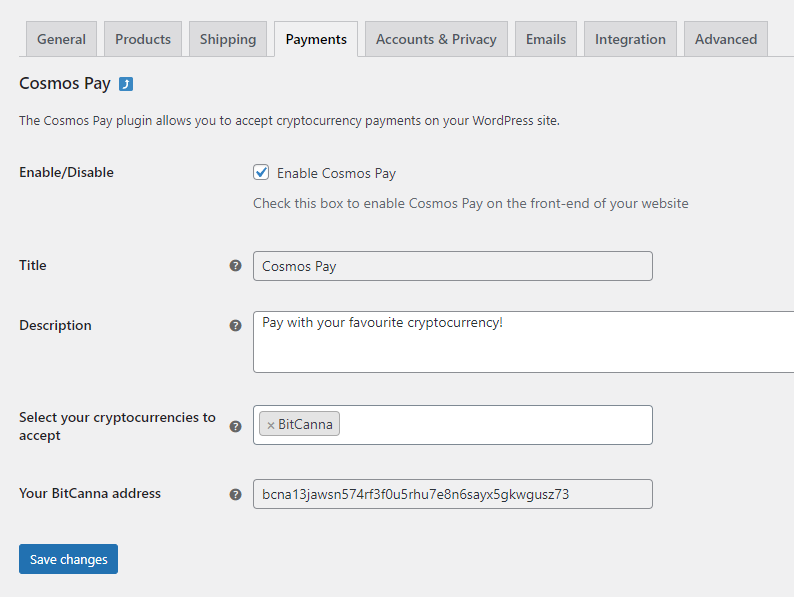 General Products Shipping Payments Accounts & Privacy Emails Integration Advanced
Cosmos Pay
The Cosmos Pay plugin allows you to accept cryptocurrency payments on your WordPress site.
Enable/Disable
Enable Cosmos Pay
Check this box to enable Cosmos Pay on the front-end of your website
Title
Cosmos Pay
Description
Pay with your favourite cryptocurrency!
Select your cryptocurrencies to
accept
× BitCanna
Your BitCanna address
bcna13jawsn574rf3f0u5rhu7e8n6sayx5gkwgusz73
Save changes